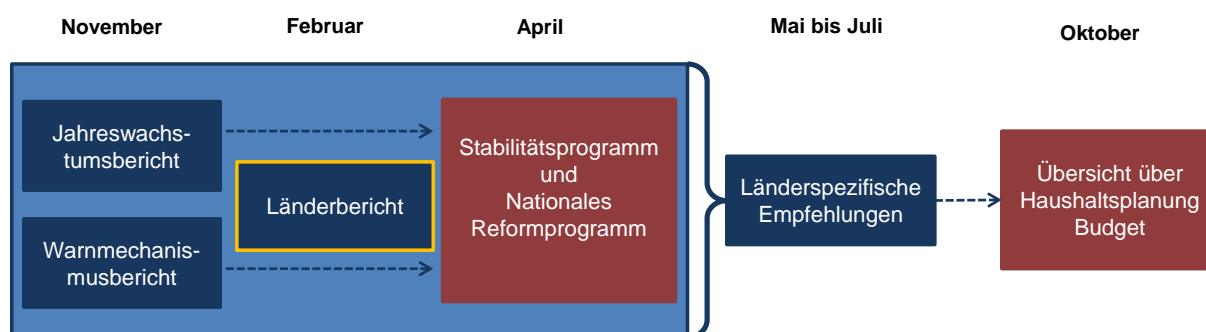 November
Februar
April
Mai bis Juli
Oktober
Jahreswachs-
tumsbericht
Warnmechanis-
musbericht
Länderbericht
Stabilitätsprogramm
und
Nationales
Reformprogramm
Länderspezifische
Empfehlungen
Übersicht über
Haushaltsplanung
Budget